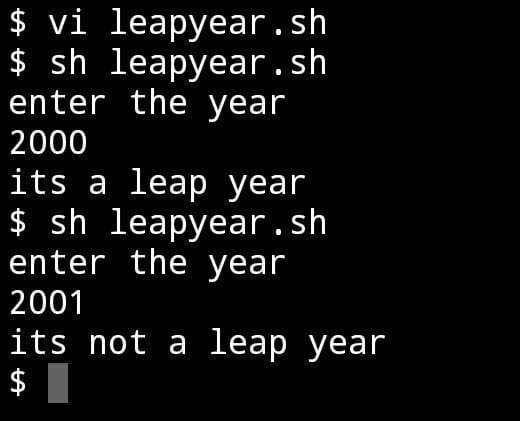 $ vi leapyear.sh
$ sh leapyear.sh
enter the year
2000
its a leap year
$ sh leapyear.sh
enter the year
2001
its not a leap year
$